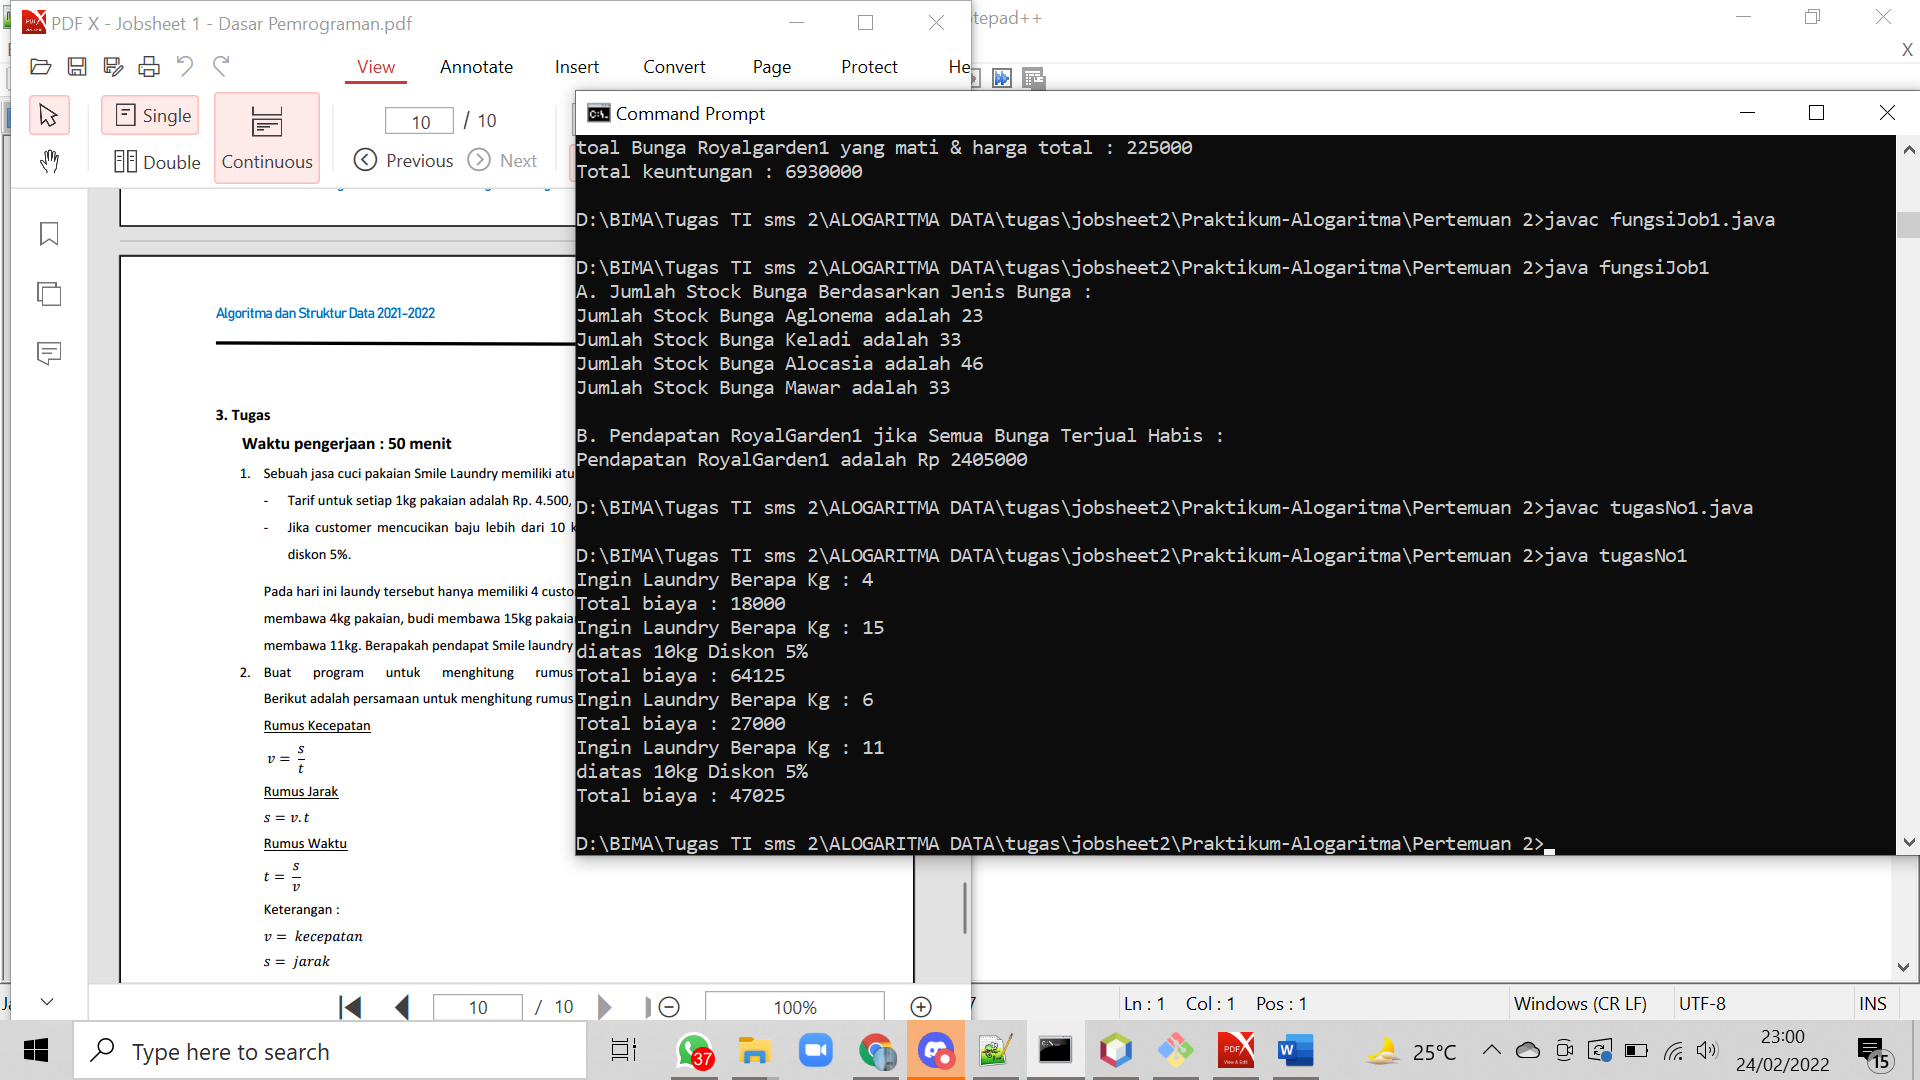 PDF X - Jobsheet 1 - Dasar Pemrograman.pdf
tepad++
X
View Annotate Insert Convert Page Protect He
Single
Double
Continuous
10 / 10
Previous Next
Algoritma dan Struktur Data 2021-2022
3. Tugas
Waktu pengerjaan : 50 menit
1. Sebuah jasa cuci pakaian Smile Laundry memiliki atu
- Tarif untuk setiap 1kg pakaian adalah Rp. 4.500,
- Jika customer mencucikan baju lebih dari 10 k
diskon 5%.
Pada hari ini laundy tersebut hanya memiliki 4 custo
membawa 4kg pakaian, budi membawa 15kg pakaia
membawa 11kg. Berapakah pendapat Smile laundry
2. Buat program untuk menghitung rumus
Berikut adalah persamaan untuk menghitung rumus
Rumus Kecepatan
v = s/t
Rumus Jarak
s = v.t
Rumus Waktu
t = s/v
Keterangan :
v = kecepatan
s = jarak
10 / 10
100%
Command Prompt
toal Bunga Royalgarden1 yang mati & harga total : 225000
Total keuntungan : 6930000
D:\BIMA\Tugas TI sms 2\ALOGARITMA DATA\tugas\jobsheet2\Praktikum-Alogaritma\Pertemuan 2>javac fungsiJob1.java
D:\BIMA\Tugas TI sms 2\ALOGARITMA DATA\tugas\jobsheet2\Praktikum-Alogaritma\Pertemuan 2>java fungsiJob1
A. Jumlah Stock Bunga Berdasarkan Jenis Bunga :
Jumlah Stock Bunga Aglonema adalah 23
Jumlah Stock Bunga Keladi adalah 33
Jumlah Stock Bunga Alocasia adalah 46
Jumlah Stock Bunga Mawar adalah 33
B. Pendapatan RoyalGarden1 jika Semua Bunga Terjual Habis :
Pendapatan RoyalGarden1 adalah Rp 2405000
D:\BIMA\Tugas TI sms 2\ALOGARITMA DATA\tugas\jobsheet2\Praktikum-Alogaritma\Pertemuan 2>javac tugasNo1.java
D:\BIMA\Tugas TI sms 2\ALOGARITMA DATA\tugas\jobsheet2\Praktikum-Alogaritma\Pertemuan 2>java tugasNo1
Ingin Laundry Berapa Kg : 4
Total biaya : 18000
Ingin Laundry Berapa Kg : 15
diatas 10kg Diskon 5%
Total biaya : 64125
Ingin Laundry Berapa Kg : 6
Total biaya : 27000
Ingin Laundry Berapa Kg : 11
diatas 10kg Diskon 5%
Total biaya : 47025
D:\BIMA\Tugas TI sms 2\ALOGARITMA DATA\tugas\jobsheet2\Praktikum-Alogaritma\Pertemuan 2>
Ln : 1 Col : 1 Pos : 1 Windows (CR LF) UTF-8 INS
Type here to search
37
25°C
23:00
24/02/2022
15